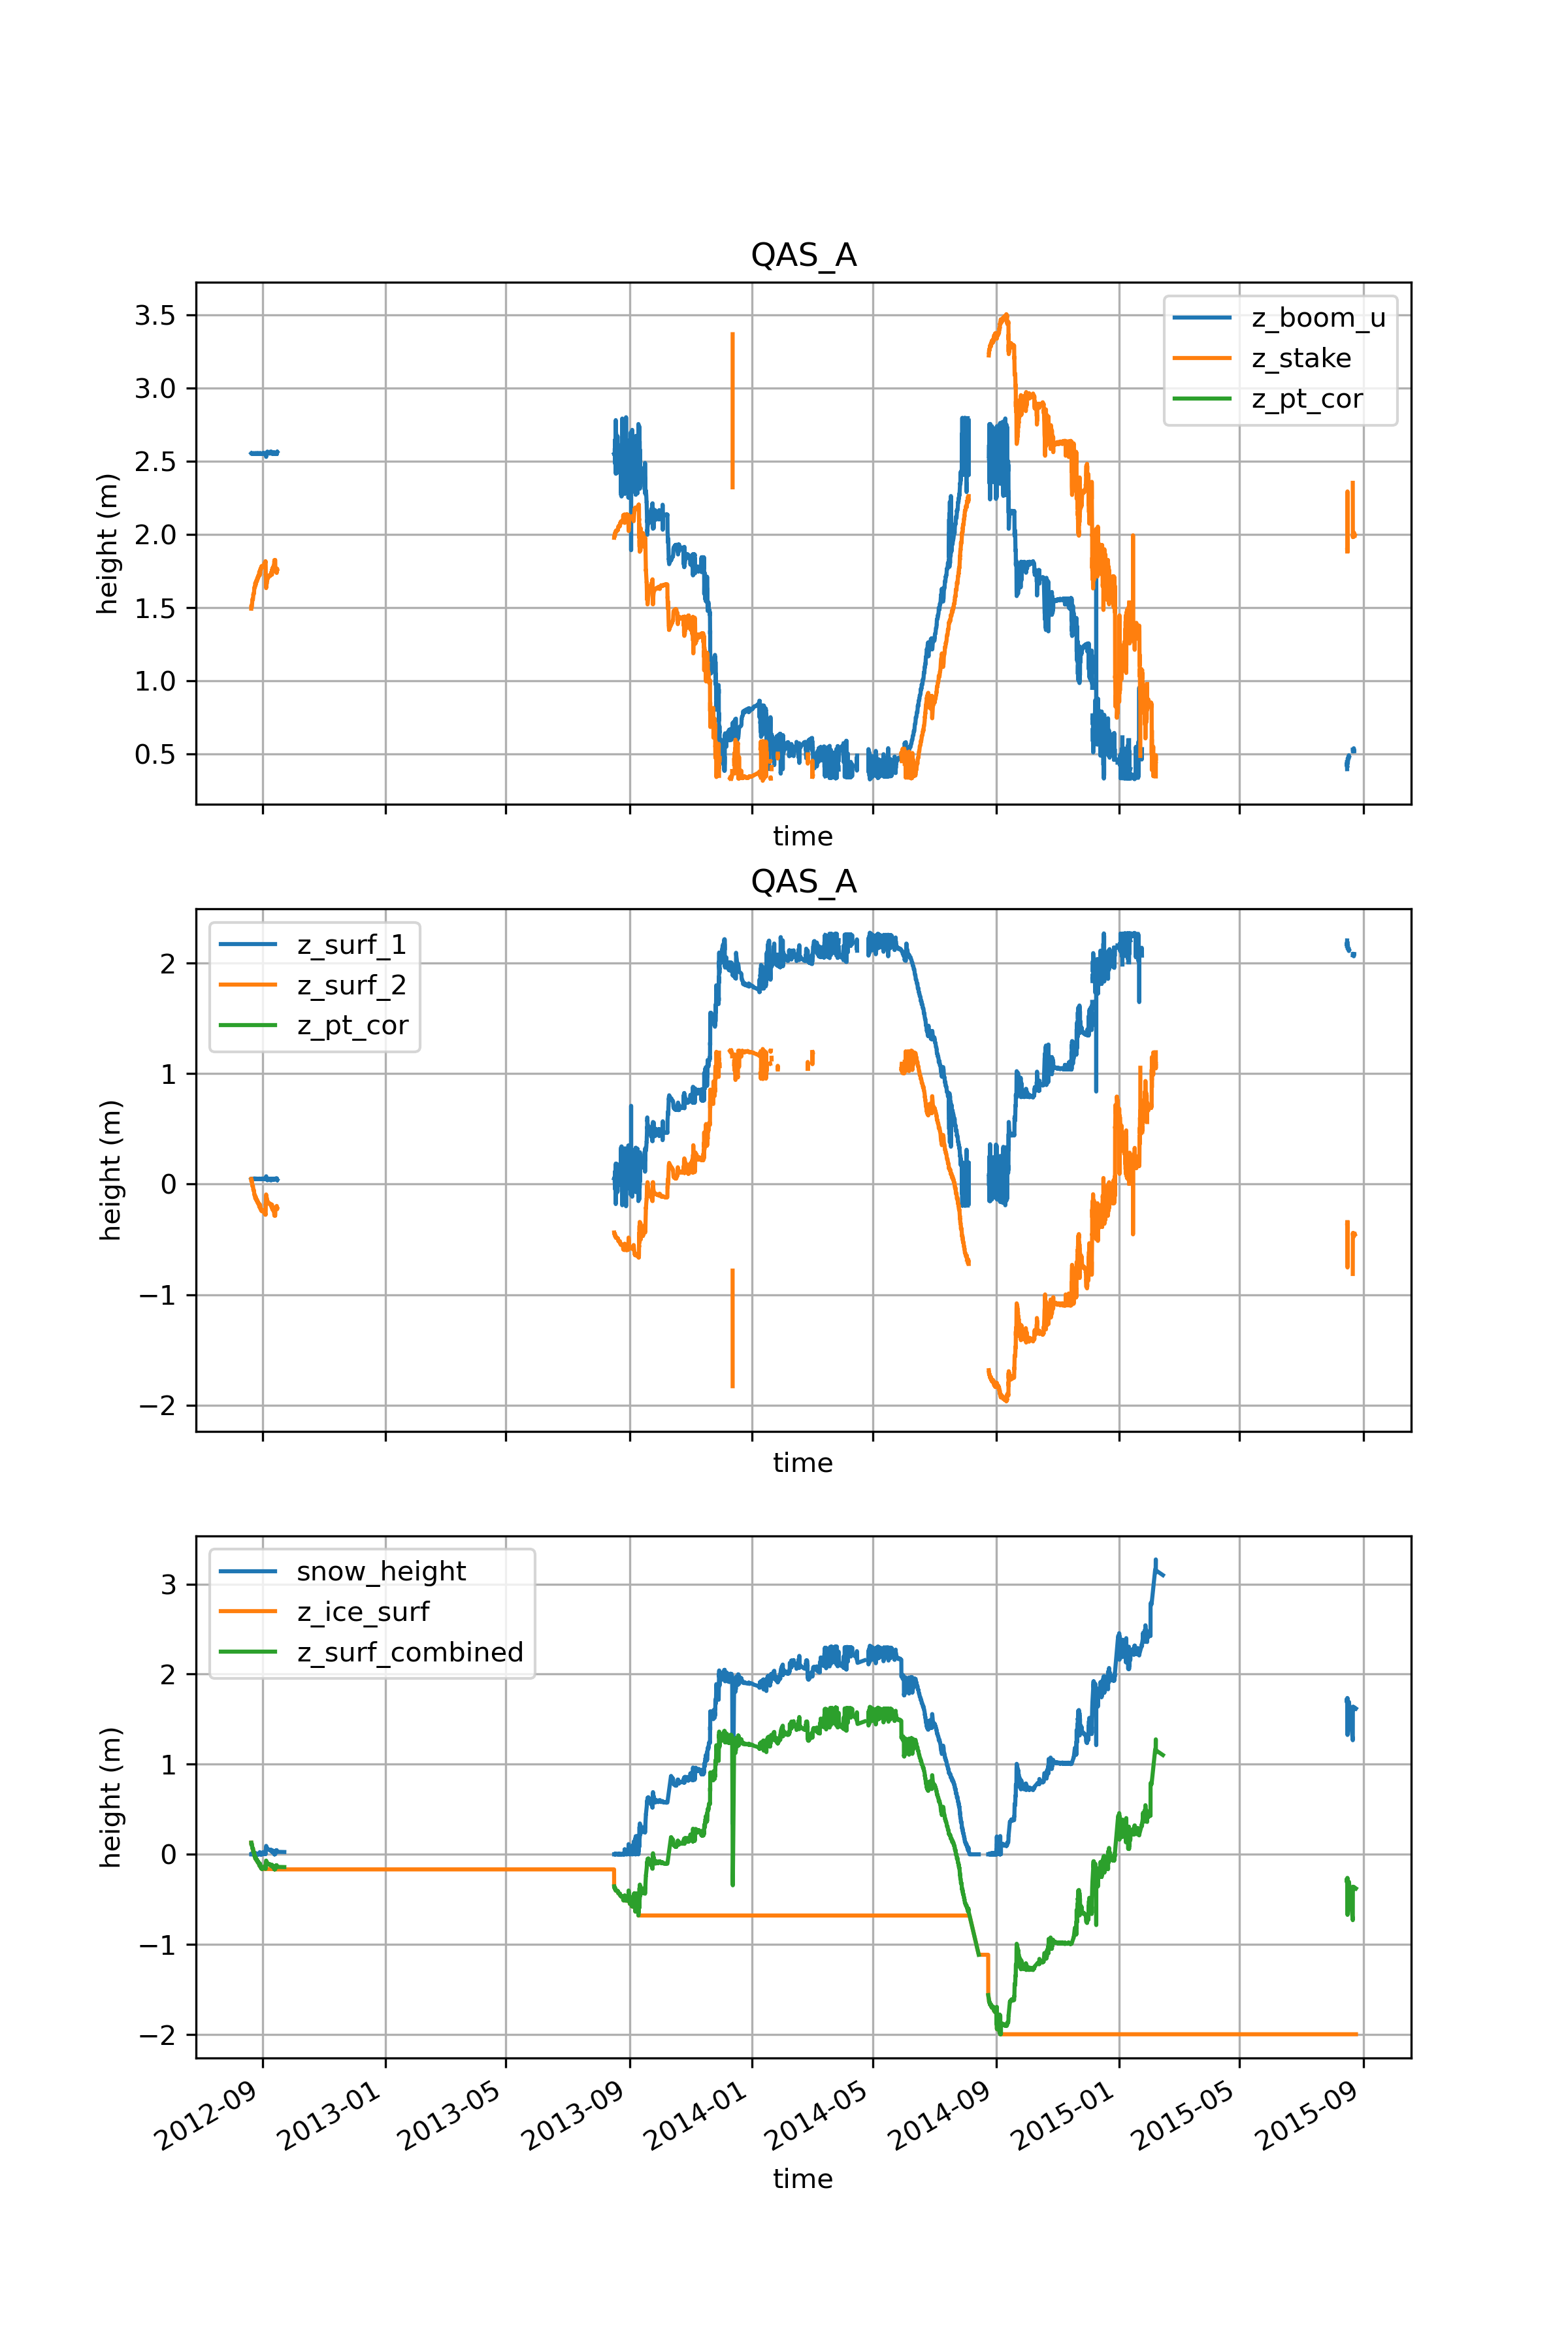 QAS_A
3.5
3.0
2.5
2.0
1.5
1.0
0.5
height (m)
z_boom_u
z_stake
z_pt_cor
time
QAS_A
2
1
0
−1
−2
height (m)
z_surf_1
z_surf_2
z_pt_cor
time
3
2
1
0
−1
−2
height (m)
snow_height
z_ice_surf
z_surf_combined
2012-09
2013-01
2013-05
2013-09
2014-01
2014-05
2014-09
2015-01
2015-05
2015-09
time